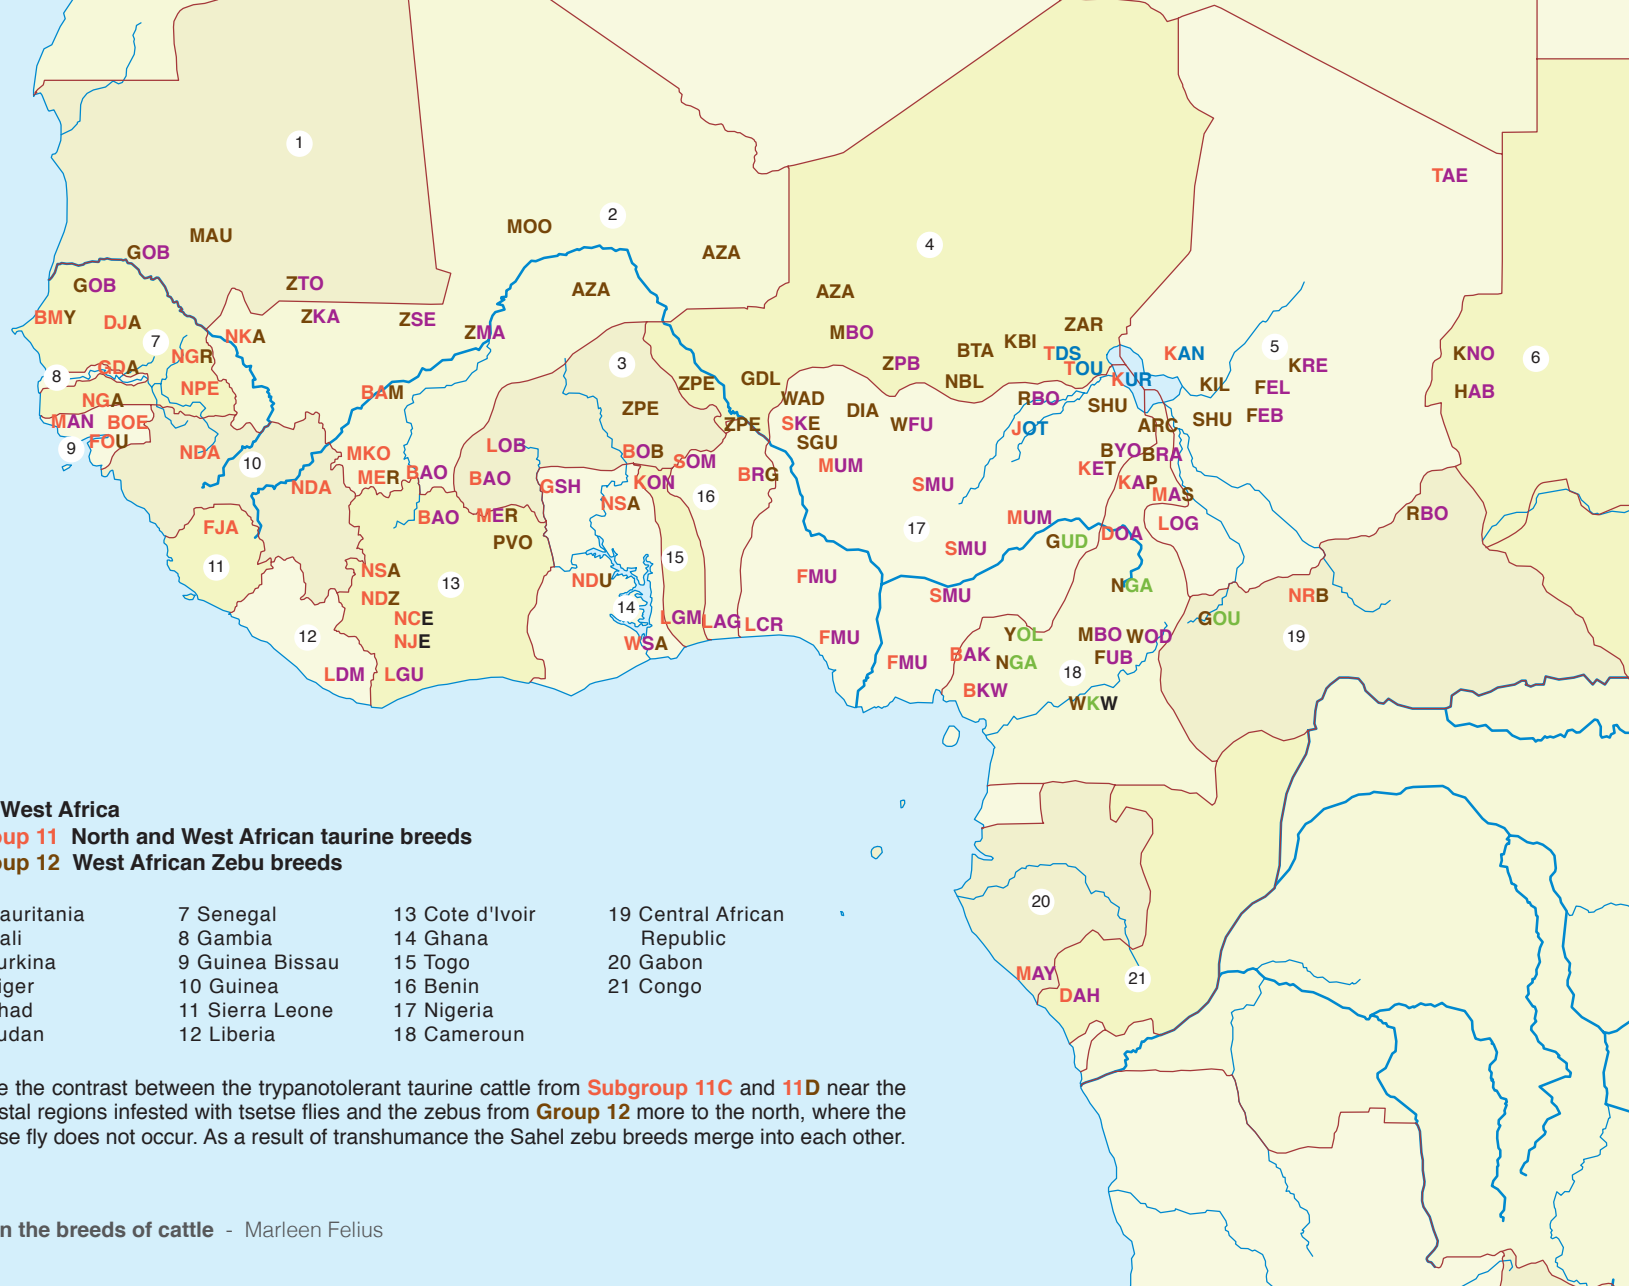 1
TAE
2
MOO
MAU
4
GOB
AZA
GOB
ZTO
AZA
AZA
BMY
DJA
ZKA
ZSE
ZMA
MBO
ZAR
7
NKA
KBI
NGR
BTA
TDS
KAN
5
KNO
6
GDA
3
ZPB
TOU
KRE
8
NPE
BAM
ZPE
GDL
NBL
KUR
KIL
FEL
HAB
NGA
ZPE
WAD
RBO
SHU
MAN
BOE
ZPE
SKE
DIA
WFU
JOT
ARC
SHU
FEB
FOU
LOB
SGU
9
NDA
MKO
BOB
BYO
BRA
10
MER
BAO
BAO
SOM
BRG
MUM
KET
NDA
GSH
KON
16
SMU
KAP
MAS
FJA
BAO
MER
NSA
17
MUM
LOG
RBO
PVO
GUD
DOA
11
NSA
13
15
SMU
NDZ
NDU
FMU
SMU
NGA
NRB
NCE
14
LGM
LAG
LCR
GOU
12
NJE
WSA
FMU
YOL
MBO
WOD
19
LDM
LGU
FMU
BAK
NGA
FUB
18
BKW
WKW
West Africa
oup 11 North and West African taurine breeds
oup 12 West African Zebu breeds
20
auritania 7 Senegal 13 Cote d'Ivoir 19 Central African
ali 8 Gambia 14 Ghana Republic
urkina 9 Guinea Bissau 15 Togo 20 Gabon
iger 10 Guinea 16 Benin 21 Congo
had 11 Sierra Leone 17 Nigeria
udan 12 Liberia 18 Cameroun
MAY
21
DAH
e the contrast between the trypanotolerant taurine cattle from Subgroup 11C and 11D near the
stal regions infested with tsetse flies and the zebus from Group 12 more to the north, where the
se fly does not occur. As a result of transhumance the Sahel zebu breeds merge into each other.
n the breeds of cattle - Marleen Felius